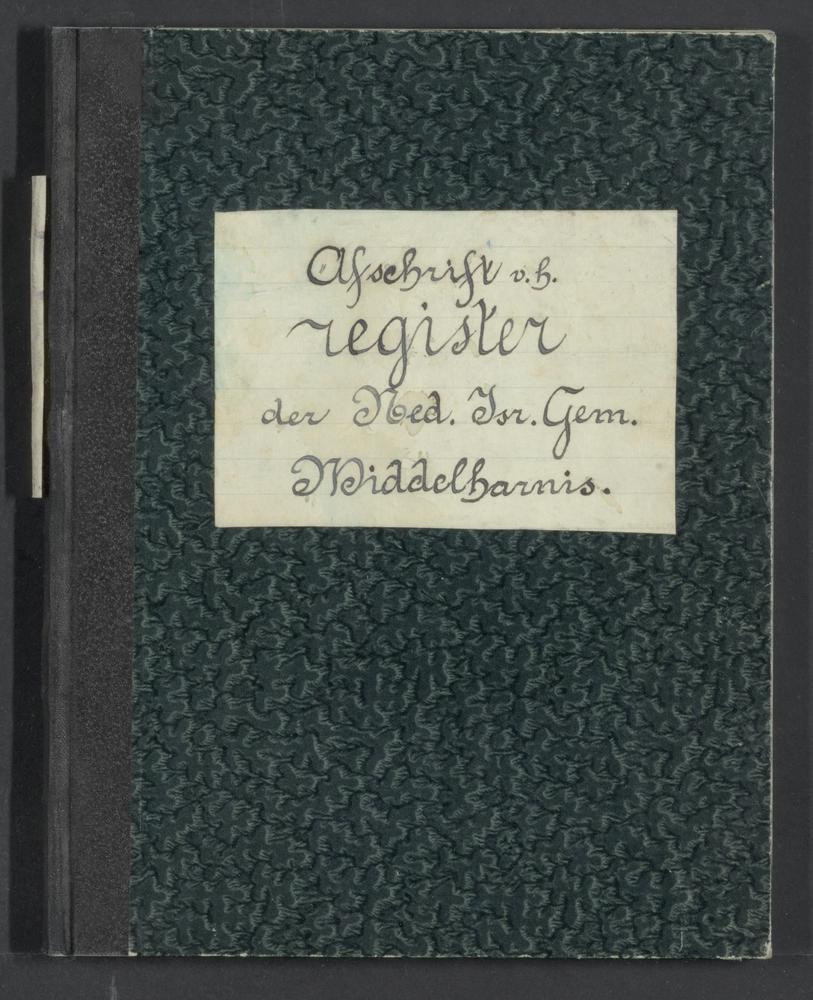 Afschrift v.h.
register
der Ned. Isr. Gem.
Middelharnis.